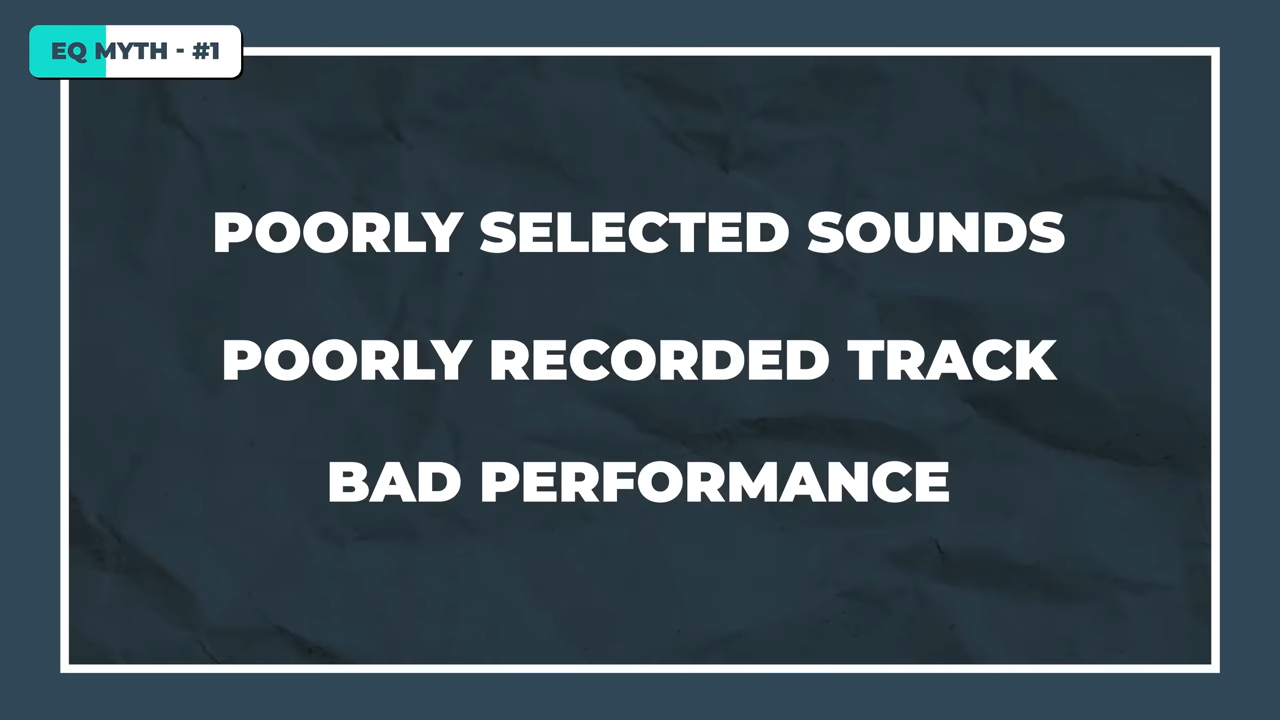 EQ MYTH - #1
POORLY SELECTED SOUNDS
POORLY RECORDED TRACK
BAD PERFORMANCE